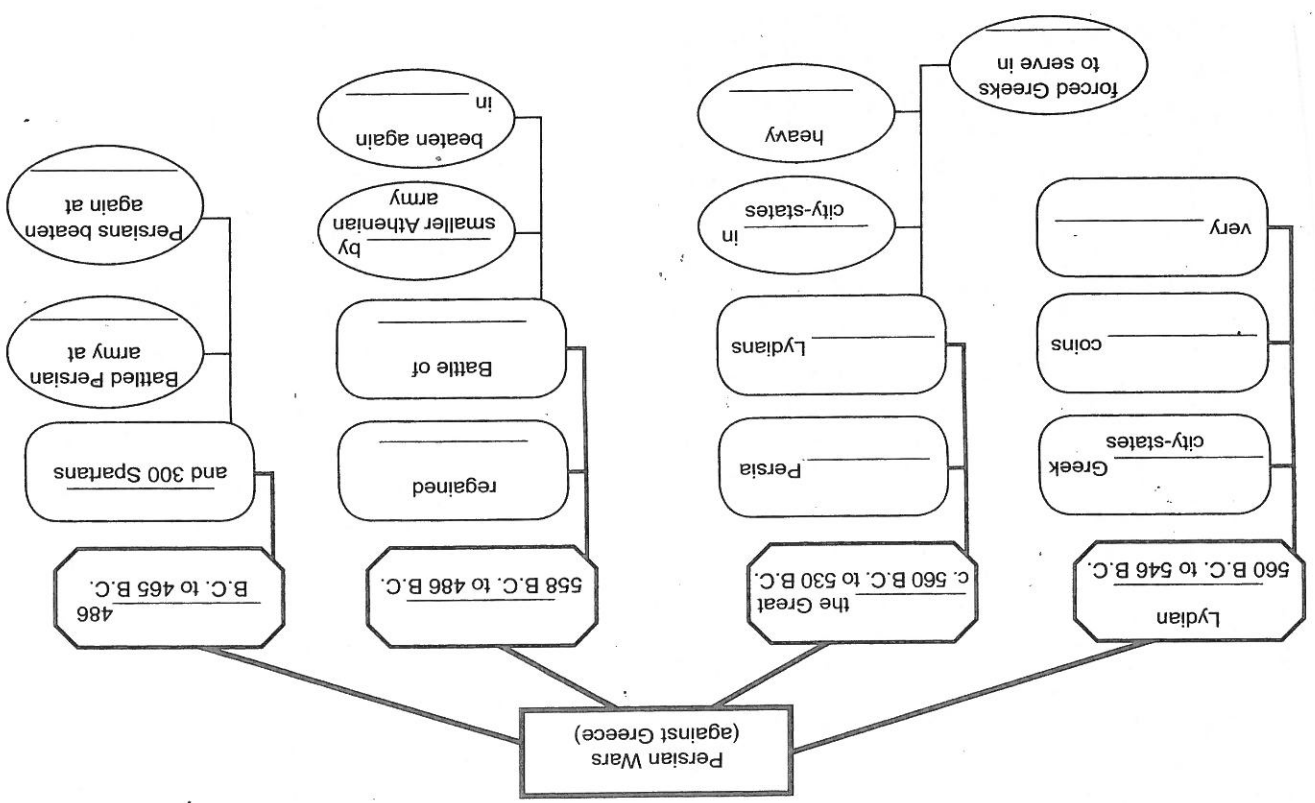 Persian Wars
(against Greece)
Lydian
560 B.C. to 546 B.C.
Greek
city-states
coins
very
the Great
c. 560 B.C. to 530 B.C.
Persia
Lydians
in
city-states
heavy
forced Greeks
to serve in
558 B.C. to 486 B.C.
regained
Battle of
by
smaller Athenian
army
beaten again
in
486
B.C. to 465 B.C.
and 300 Spartans
Battled Persian
army at
Persians beaten
again at